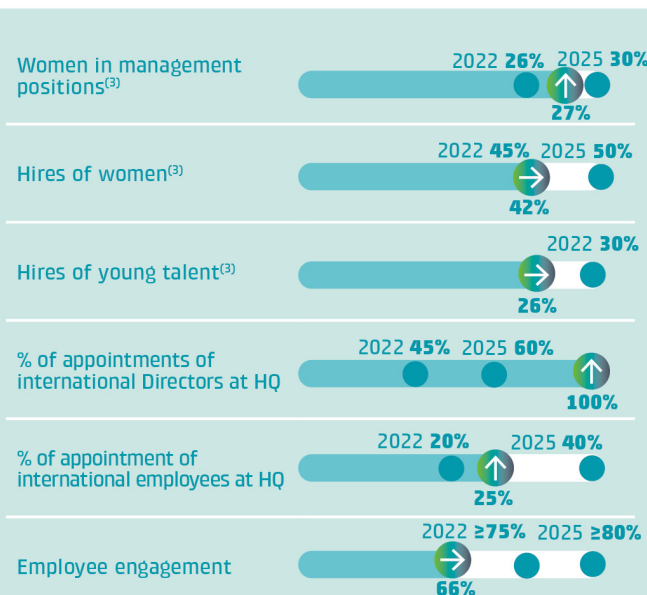 Women in management
positions(3)
2022 26% 2025 30%
27%
Hires of women(3)
2022 45% 2025 50%
42%
Hires of young talent(3)
2022 30%
26%
% of appointments of
international Directors at HQ
2022 45% 2025 60%
100%
% of appointment of
international employees at HQ
2022 20% 2025 40%
25%
Employee engagement
2022 ≥75% 2025 ≥80%
66%